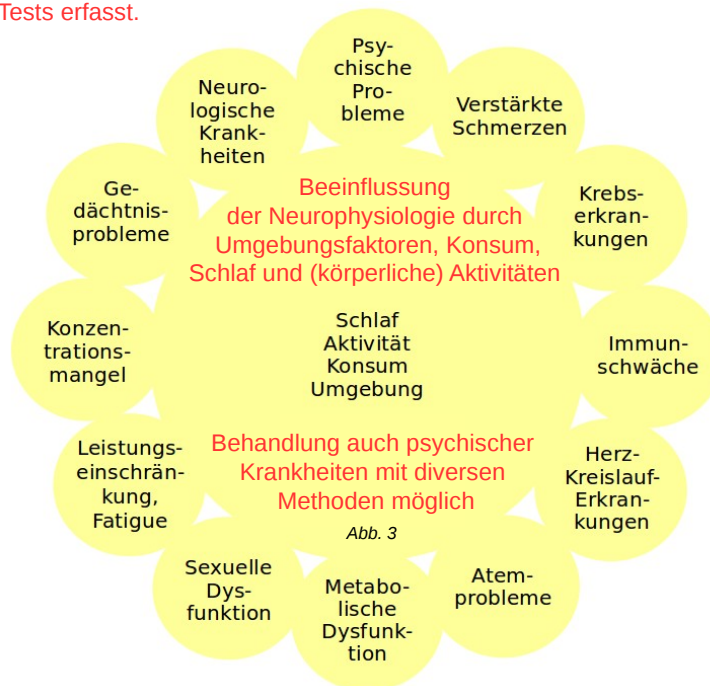 Tests erfasst.
Psy-
chische
Pro-
bleme
Verstärkte
Schmerzen
Krebs-
erkran-
kungen
Immun-
schwäche
Herz-
Kreislauf-
Erkran-
kungen
Atem-
probleme
Metabo-
lische
Dysfunk-
tion
Sexuelle
Dys-
funktion
Leistungs-
einschrän-
kung,
Fatigue
Konzen-
trations-
mangel
Ge-
dächtnis-
probleme
Neuro-
logische
Krank-
heiten
Beeinflussung
der Neurophysiologie durch
Umgebungsfaktoren, Konsum,
Schlaf und (körperliche) Aktivitäten
Schlaf
Aktivität
Konsum
Umgebung
Behandlung auch psychischer
Krankheiten mit diversen
Methoden möglich
Abb. 3